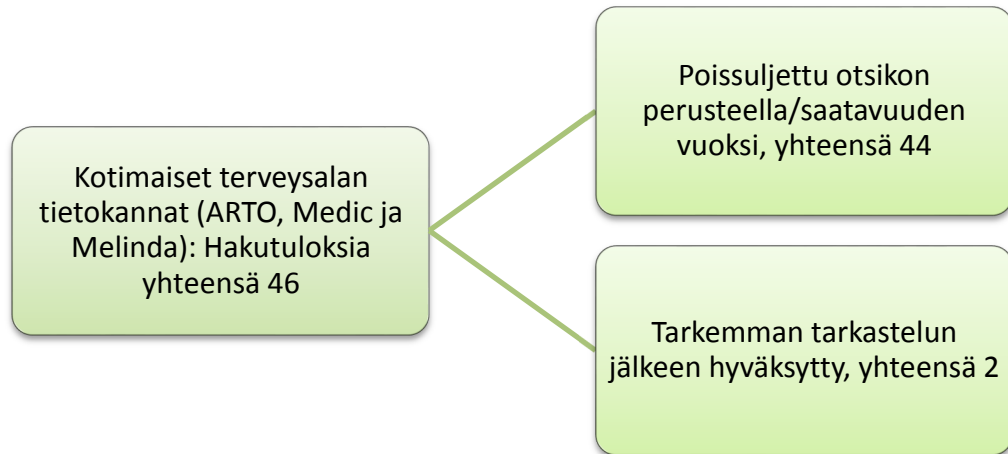 Kotimaiset terveysalan
tietokannat (ARTO, Medic ja
Melinda): Hakutuloksia
yhteensä 46
Poissuljettu otsikon
perusteella/saatavuuden
vuoksi, yhteensä 44
Tarkemman tarkastelun
jälkeen hyväksytty, yhteensä 2